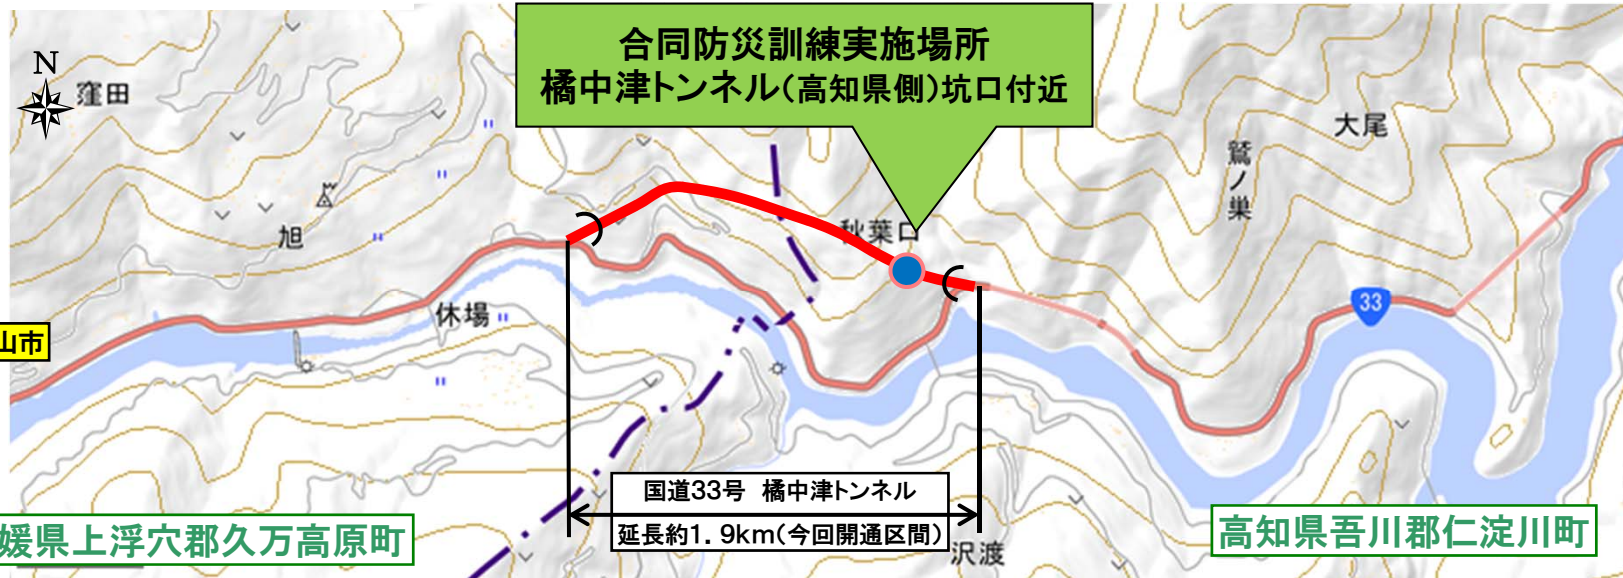 合同防災訓練実施場所
橘中津トンネル(高知県側)坑口付近
N
窪田
大尾
鷲ノ巣
旭
秋葉口
休場
33
山市
国道33号 橘中津トンネル
延長約1.9km(今回開通区間)
媛県上浮穴郡久万高原町
高知県吾川郡仁淀川町
沢渡